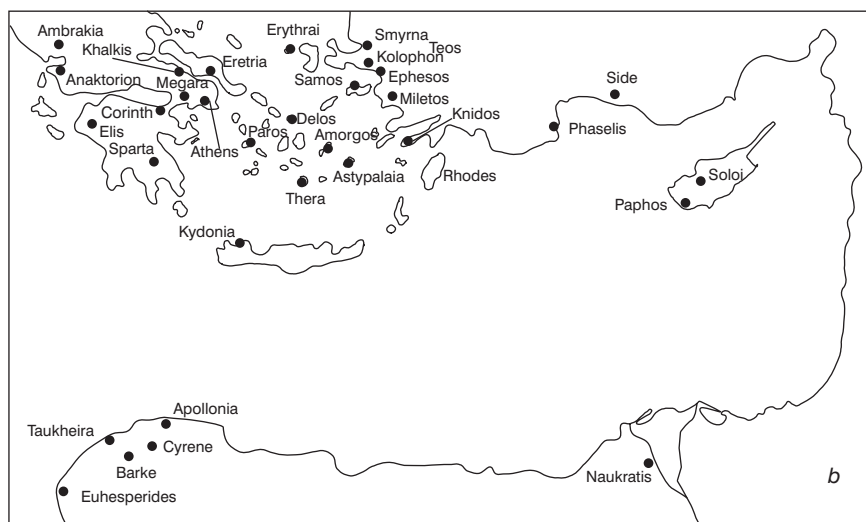 Ambrakia
Khalkis
Anaktorion
Megara
Eretria
Erythrai
Smyrna
Teos
Kolophon
Ephesos
Samos
Miletos
Side
Corinth
Elis
Sparta
Athens
Paros
Delos
Amorgos
Knidos
Phaselis
Thera
Astypalaia
Rhodes
Soloi
Paphos
Kydonia
Apollonia
Taukheira
Cyrene
Barke
Euhesperides
Naukratis
b